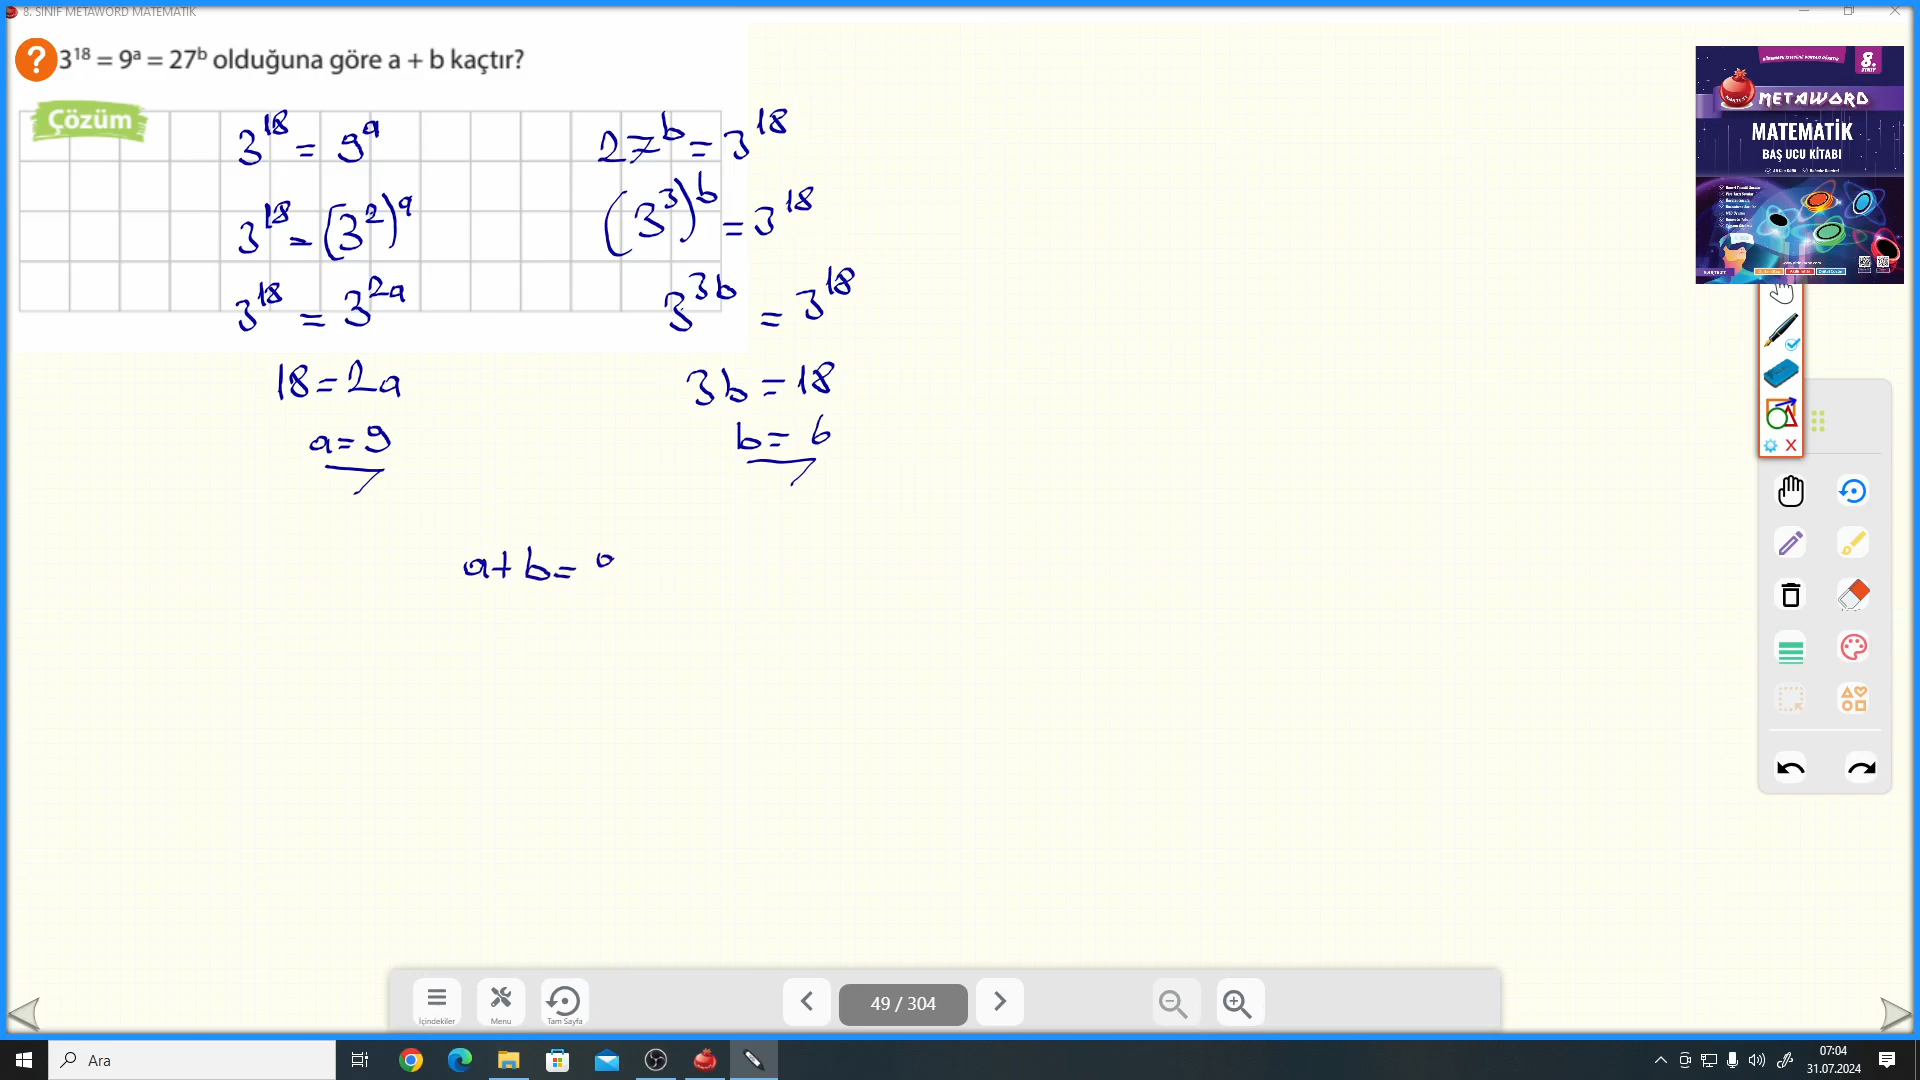 8. SINIF METAWORD MATEMATİK
? 3¹⁸ = 9ᵃ = 27ᵇ olduğuna göre a + b kaçtır?
Çözüm
3¹⁸ = 9ᵃ
3¹⁸ = (3²)ᵃ
3¹⁸ = 3²ᵃ
18 = 2a
a = 9
27ᵇ = 3¹⁸
(3³)ᵇ = 3¹⁸
3³ᵇ = 3¹⁸
3b = 18
b = 6
a + b =
8.
SINIF
METAWORD
MATEMATİK
BAŞ UCU KİTABI
İçindekiler
Menu
Tam Sayfa
49 / 304
Ara
07:04
31.07.2024